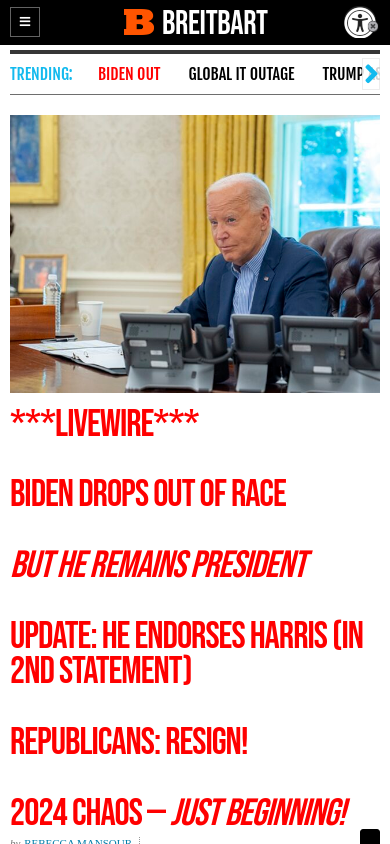 B BREITBART
TRENDING: BIDEN OUT GLOBAL IT OUTAGE TRUMP
***LIVEWIRE***
BIDEN DROPS OUT OF RACE
BUT HE REMAINS PRESIDENT
UPDATE: HE ENDORSES HARRIS (IN
2ND STATEMENT)
REPUBLICANS: RESIGN!
2024 CHAOS — JUST BEGINNING!
by REBECCA MANSOUR